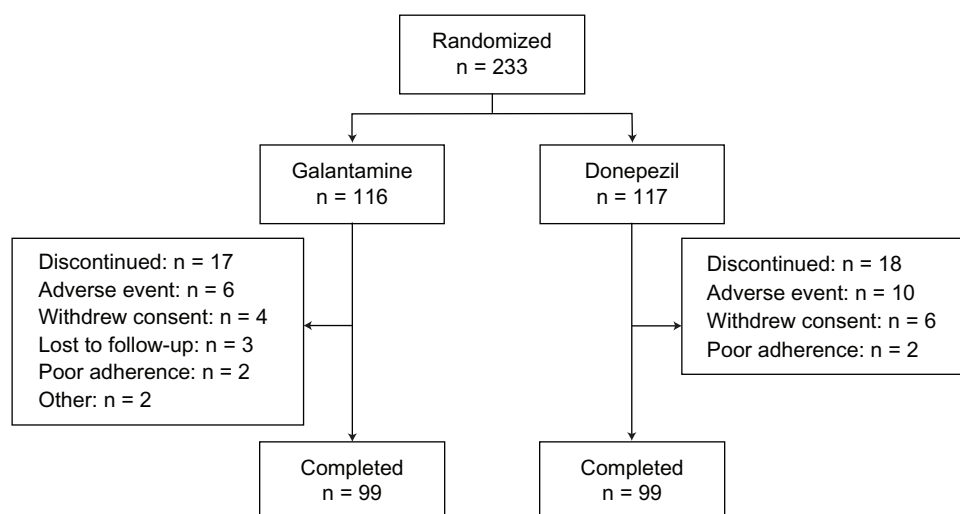 Randomized
n = 233
Galantamine
n = 116
Donepezil
n = 117
Discontinued: n = 17
Adverse event: n = 6
Withdrew consent: n = 4
Lost to follow-up: n = 3
Poor adherence: n = 2
Other: n = 2
Discontinued: n = 18
Adverse event: n = 10
Withdrew consent: n = 6
Poor adherence: n = 2
Completed
n = 99
Completed
n = 99